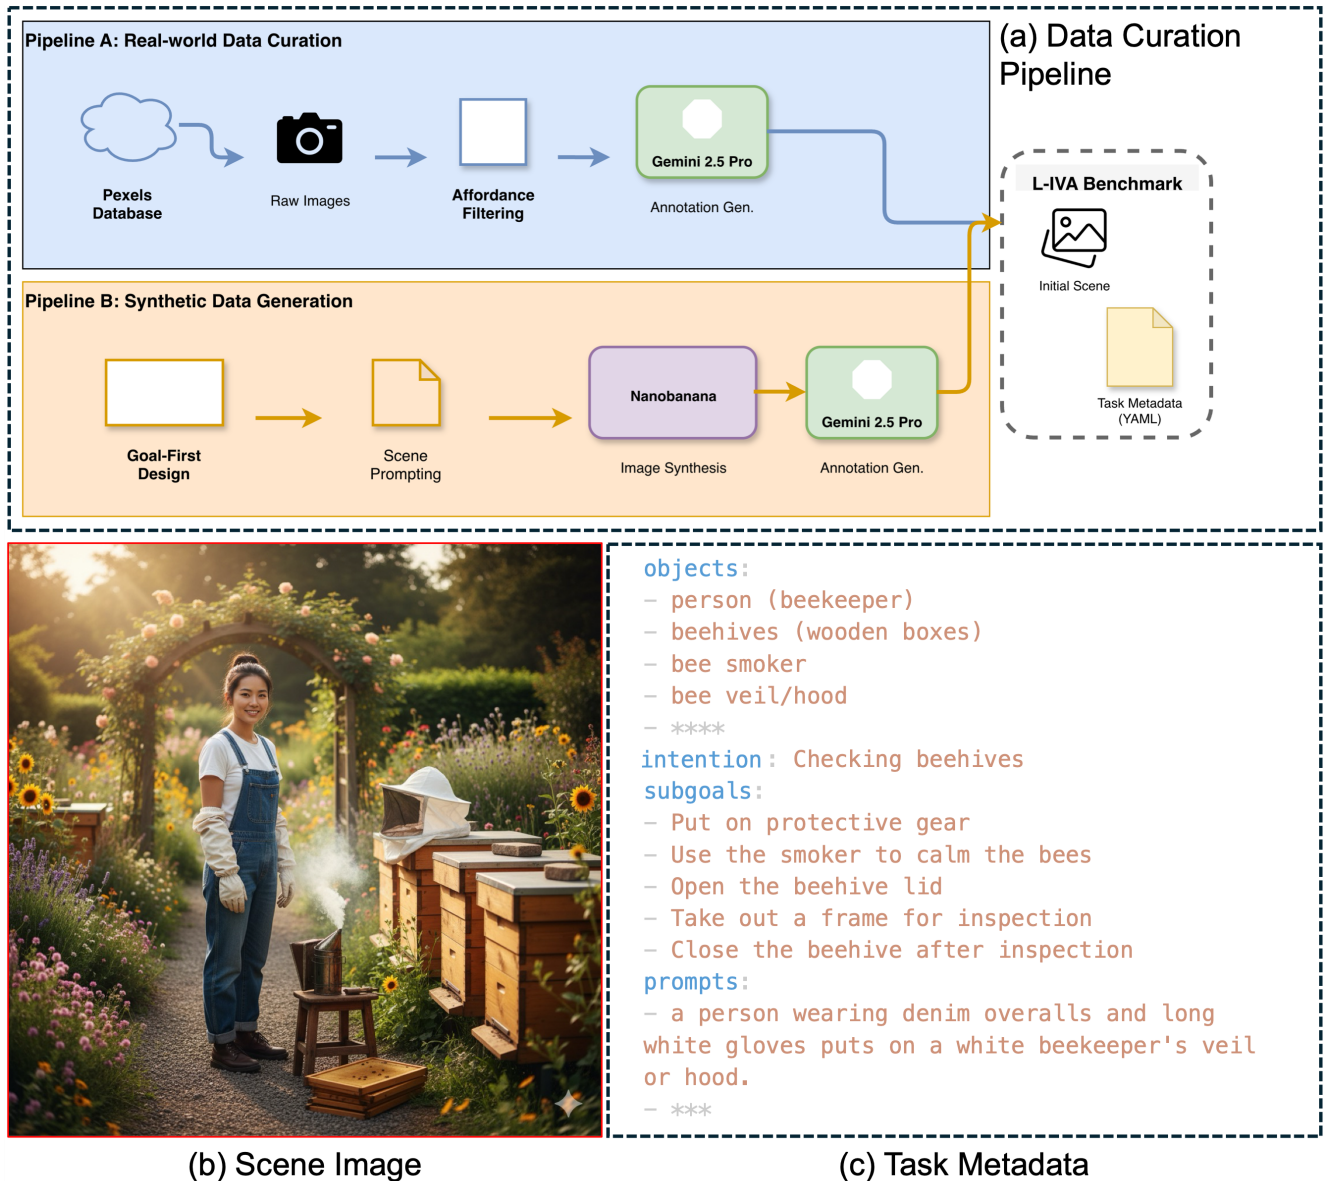 Pipeline A: Real-world Data Curation
(a) Data Curation
Pipeline
Pexels
Database
Raw Images
Affordance
Filtering
Gemini 2.5 Pro
Annotation Gen.
L-IVA Benchmark
Initial Scene
Task Metadata
(YAML)
Pipeline B: Synthetic Data Generation
Goal-First
Design
Scene
Prompting
Nanobanana
Image Synthesis
Gemini 2.5 Pro
Annotation Gen.
objects:
- person (beekeeper)
- beehives (wooden boxes)
- bee smoker
- bee veil/hood
- ****
intention: Checking beehives
subgoals:
- Put on protective gear
- Use the smoker to calm the bees
- Open the beehive lid
- Take out a frame for inspection
- Close the beehive after inspection
prompts:
- a person wearing denim overalls and long
white gloves puts on a white beekeeper's veil
or hood.
- ***
(b) Scene Image
(c) Task Metadata